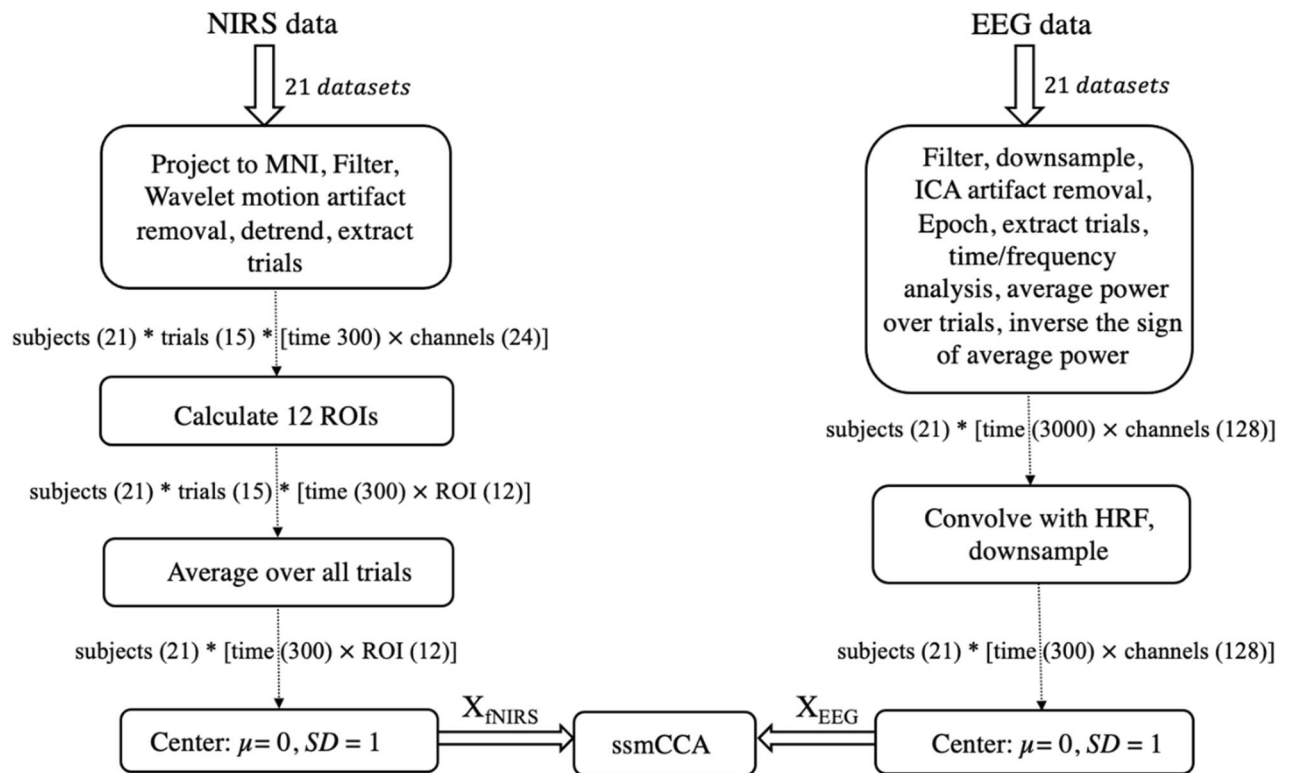 NIRS data
21 datasets
Project to MNI, Filter,
Wavelet motion artifact
removal, detrend, extract
trials
subjects (21) * trials (15) * [time 300) × channels (24)]
Calculate 12 ROIs
subjects (21) * trials (15) * [time (300) × ROI (12)]
Average over all trials
subjects (21) * [time (300) × ROI (12)]
Center: μ= 0, SD = 1
XfNIRS
ssmCCA
EEG data
21 datasets
Filter, downsample,
ICA artifact removal,
Epoch, extract trials,
time/frequency
analysis, average power
over trials, inverse the sign
of average power
subjects (21) * [time (3000) × channels (128)]
Convolve with HRF,
downsample
subjects (21) * [time (300) × channels (128)]
Center: μ= 0, SD = 1
XEEG